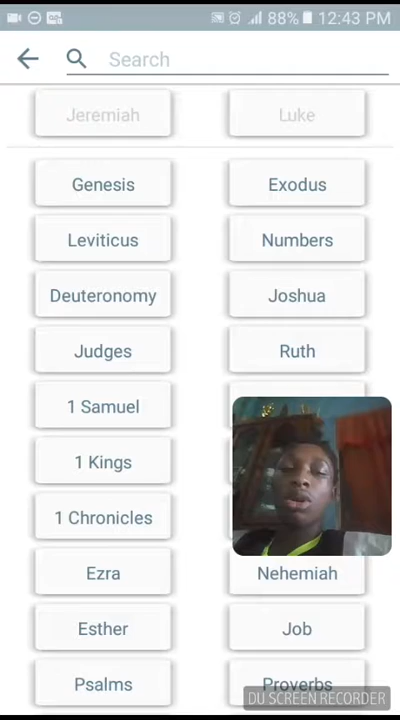 88% 12:43 PM
Search
Jeremiah Luke
Genesis Exodus
Leviticus Numbers
Deuteronomy Joshua
Judges Ruth
1 Samuel
1 Kings
1 Chronicles
Ezra Nehemiah
Esther Job
Psalms Proverbs
DU SCREEN RECORDER